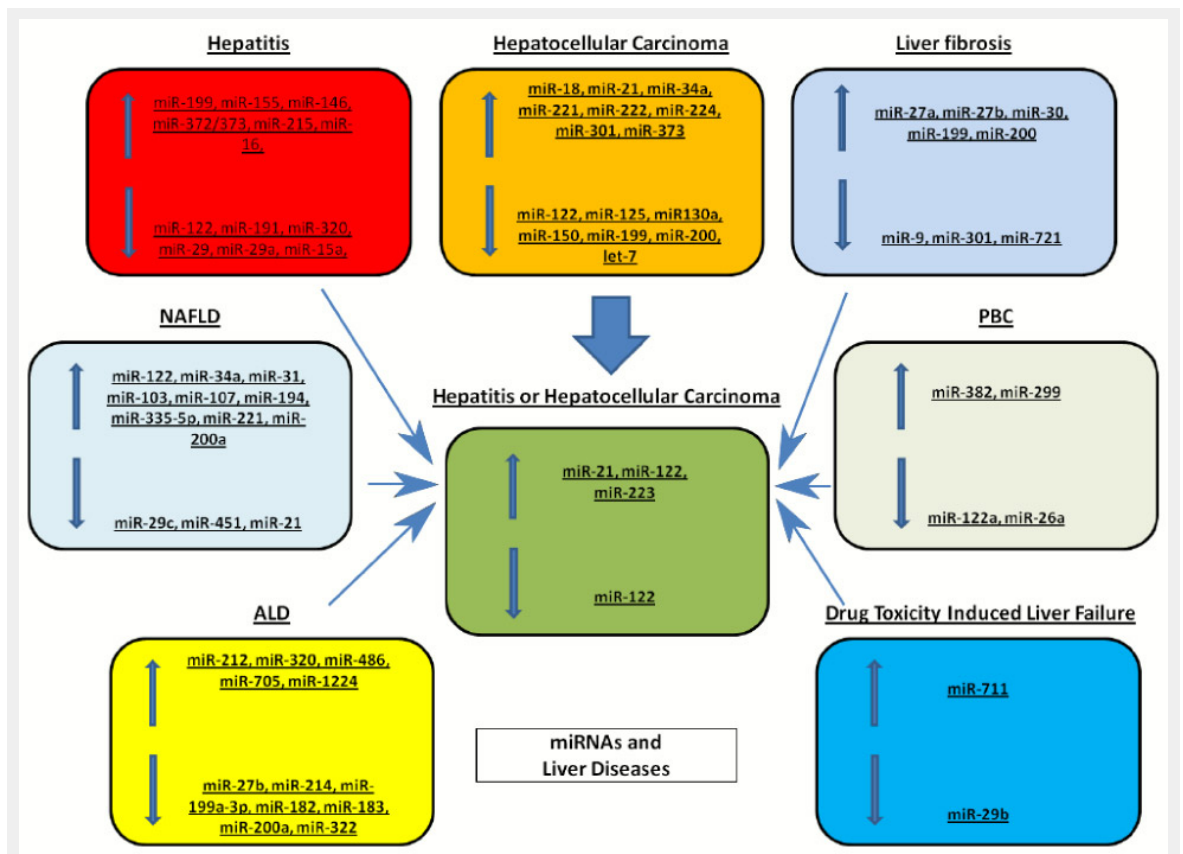 Hepatitis
miR-199, miR-155, miR-146,
miR-372/373, miR-215, miR-
16,
miR-122, miR-191, miR-320,
miR-29, miR-29a, miR-15a,
Hepatocellular Carcinoma
miR-18, miR-21, miR-34a,
miR-221, miR-222, miR-224,
miR-301, miR-373
miR-122, miR-125, miR130a,
miR-150, miR-199, miR-200,
let-7
Liver fibrosis
miR-27a, miR-27b, miR-30,
miR-199, miR-200
miR-9, miR-301, miR-721
NAFLD
miR-122, miR-34a, miR-31,
miR-103, miR-107, miR-194,
miR-335-5p, miR-221, miR-
200a
miR-29c, miR-451, miR-21
Hepatitis or Hepatocellular Carcinoma
miR-21, miR-122,
miR-223
miR-122
PBC
miR-382, miR-299
miR-122a, miR-26a
ALD
miR-212, miR-320, miR-486,
miR-705, miR-1224
miR-27b, miR-214, miR-
199a-3p, miR-182, miR-183,
miR-200a, miR-322
miRNAs and
Liver Diseases
Drug Toxicity Induced Liver Failure
miR-711
miR-29b